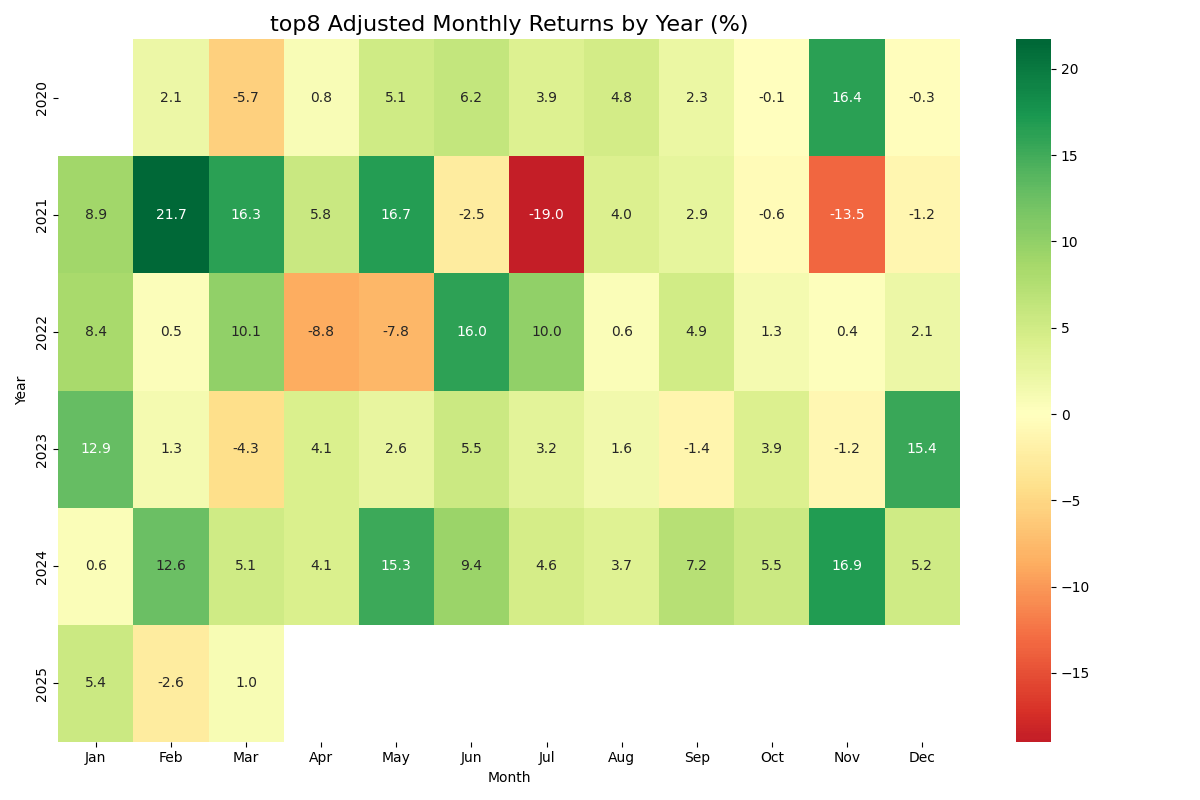 top8 Adjusted Monthly Returns by Year (%)
2020 2.1 -5.7 0.8 5.1 6.2 3.9 4.8 2.3 -0.1 16.4 -0.3
2021 8.9 21.7 16.3 5.8 16.7 -2.5 -19.0 4.0 2.9 -0.6 -13.5 -1.2
2022 8.4 0.5 10.1 -8.8 -7.8 16.0 10.0 0.6 4.9 1.3 0.4 2.1
2023 12.9 1.3 -4.3 4.1 2.6 5.5 3.2 1.6 -1.4 3.9 -1.2 15.4
2024 0.6 12.6 5.1 4.1 15.3 9.4 4.6 3.7 7.2 5.5 16.9 5.2
2025 5.4 -2.6 1.0
Year
Jan Feb Mar Apr May Jun Jul Aug Sep Oct Nov Dec
Month
20
15
10
5
0
−5
−10
−15